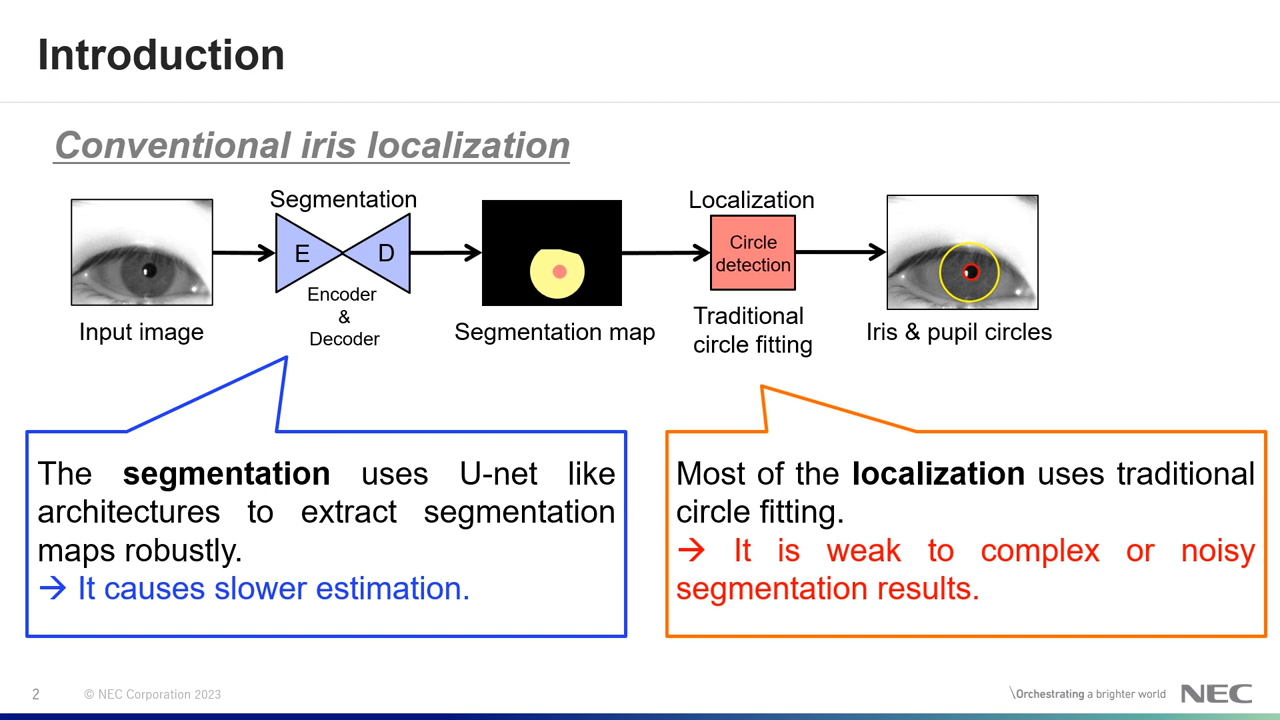 Introduction
Conventional iris localization
Segmentation
Localization
E
D
Circle
detection
Encoder
&
Decoder
Input image
Segmentation map
Traditional
circle fitting
Iris & pupil circles
The segmentation uses U-net like
architectures to extract segmentation
maps robustly.
→ It causes slower estimation.
Most of the localization uses traditional
circle fitting.
→ It is weak to complex or noisy
segmentation results.
2
© NEC Corporation 2023
\Orchestrating a brighter world
NEC